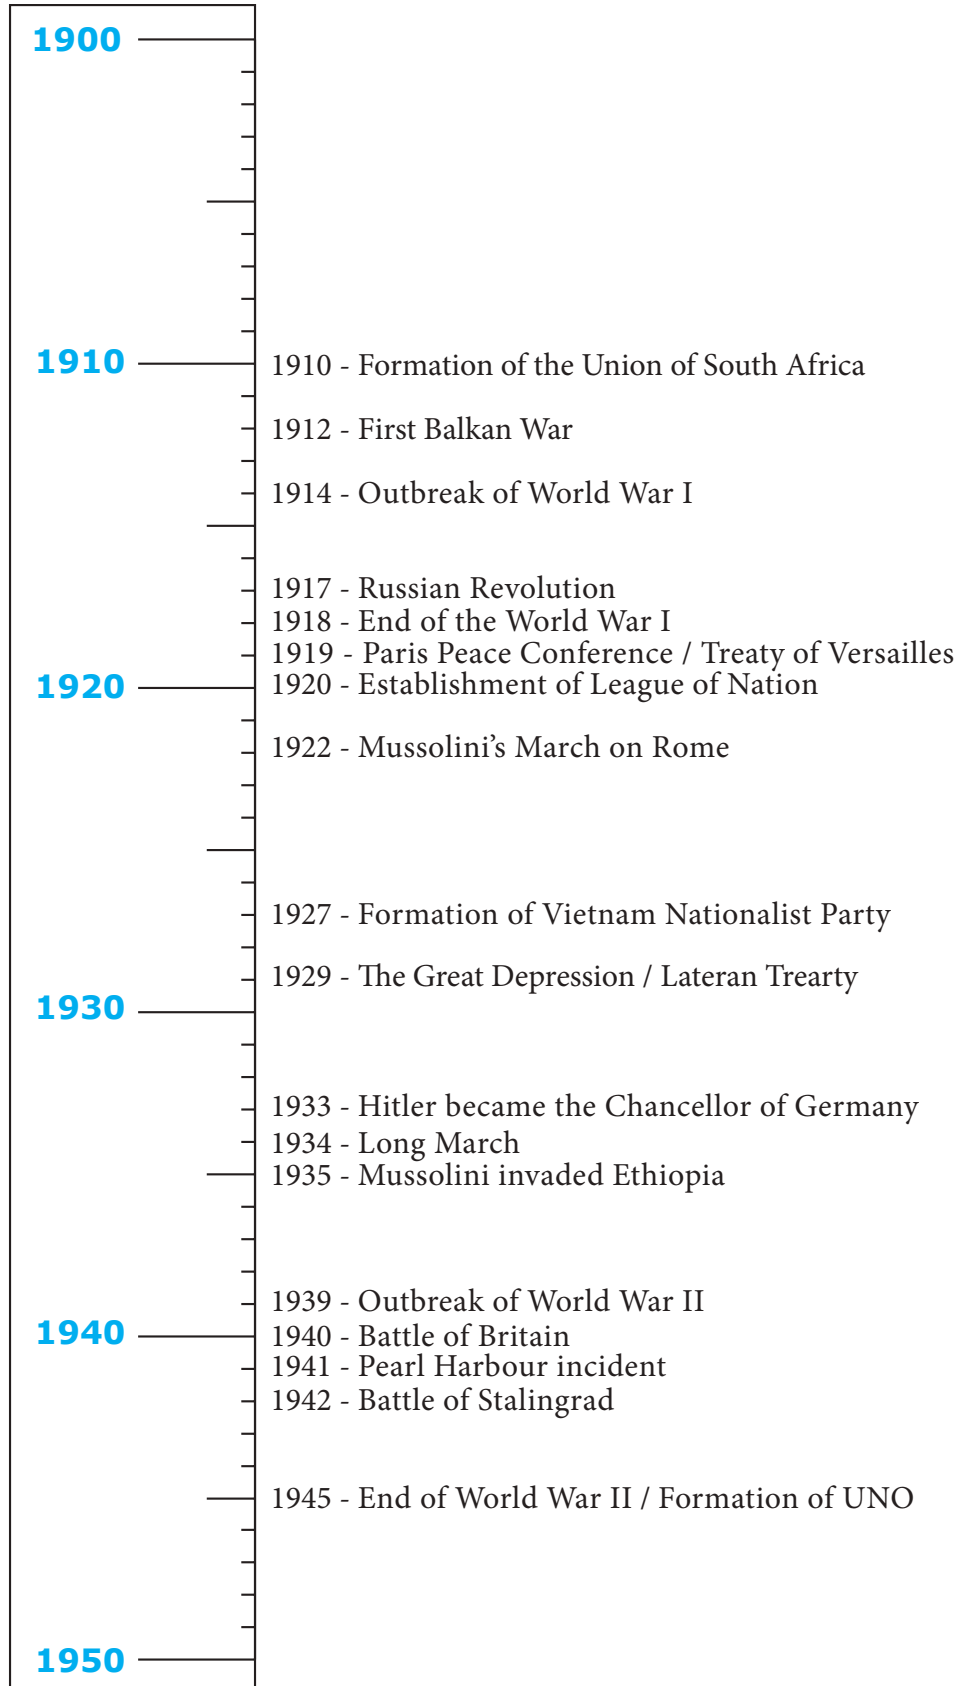 1900
1910
1910 - Formation of the Union of South Africa
1912 - First Balkan War
1914 - Outbreak of World War I
1917 - Russian Revolution
1918 - End of the World War I
1919 - Paris Peace Conference / Treaty of Versailles
1920
1920 - Establishment of League of Nation
1922 - Mussolini’s March on Rome
1927 - Formation of Vietnam Nationalist Party
1929 - The Great Depression / Lateran Trearty
1930
1933 - Hitler became the Chancellor of Germany
1934 - Long March
1935 - Mussolini invaded Ethiopia
1939 - Outbreak of World War II
1940
1940 - Battle of Britain
1941 - Pearl Harbour incident
1942 - Battle of Stalingrad
1945 - End of World War II / Formation of UNO
1950